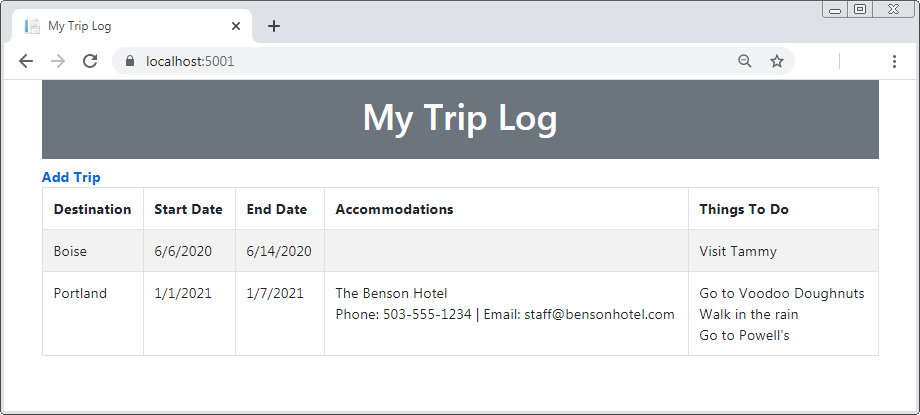 My Trip Log
localhost:5001
My Trip Log
Add Trip
Destination Start Date End Date Accommodations Things To Do
Boise 6/6/2020 6/14/2020 Visit Tammy
Portland 1/1/2021 1/7/2021 The Benson Hotel Go to Voodoo Doughnuts
Phone: 503-555-1234 | Email: staff@bensonhotel.com Walk in the rain
Go to Powell's